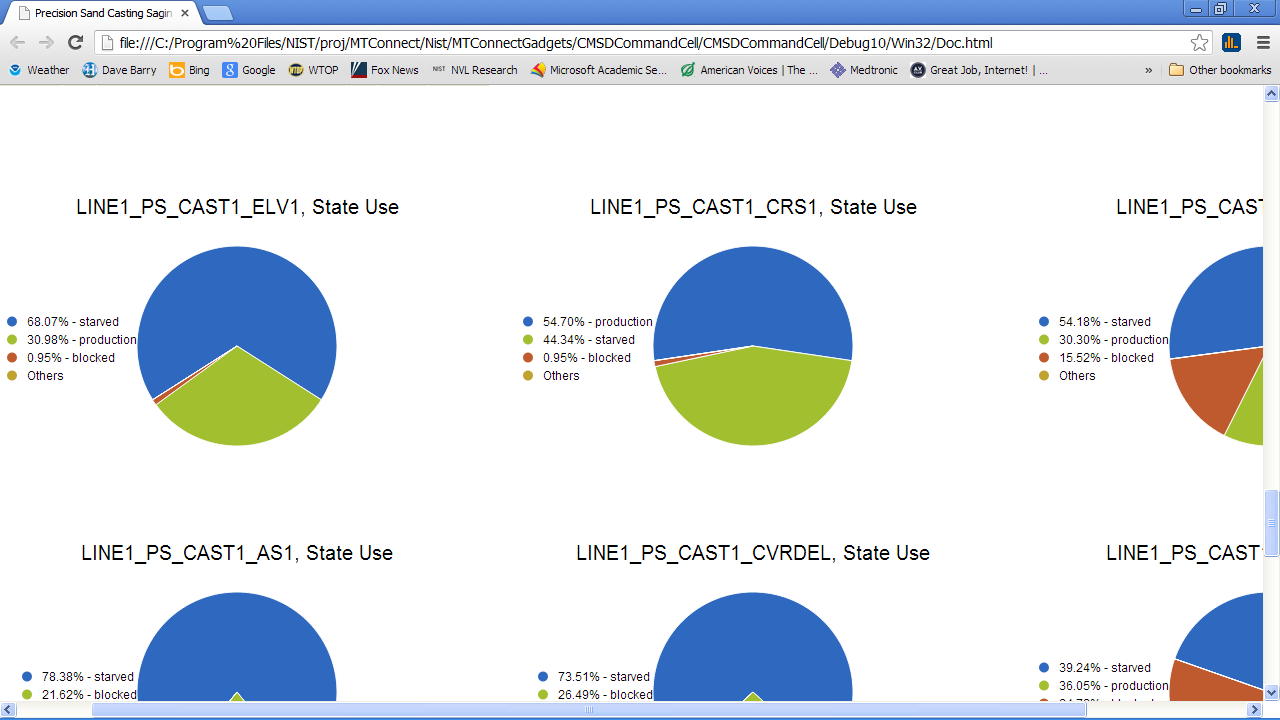 Precision Sand Casting Sagin
file:///C:/Program%20Files/NIST/proj/MTConnect/Nist/MTConnectGadgets/CMSDCommandCell/CMSDCommandCell/Debug10/Win32/Doc.html
Weather Dave Barry Bing Google WTOP Fox News NIST NVL Research Microsoft Academic Se... American Voices | The ... Medtronic AV CLUB Great Job, Internet! | ... » Other bookmarks
LINE1_PS_CAST1_ELV1, State Use
68.07% - starved
30.98% - production
0.95% - blocked
Others
LINE1_PS_CAST1_CRS1, State Use
54.70% - production
44.34% - starved
0.95% - blocked
Others
LINE1_PS_CAST
54.18% - starved
30.30% - production
15.52% - blocked
Others
LINE1_PS_CAST1_AS1, State Use
78.38% - starved
21.62% - blocked
LINE1_PS_CAST1_CVRDEL, State Use
73.51% - starved
26.49% - blocked
LINE1_PS_CAST
39.24% - starved
36.05% - production